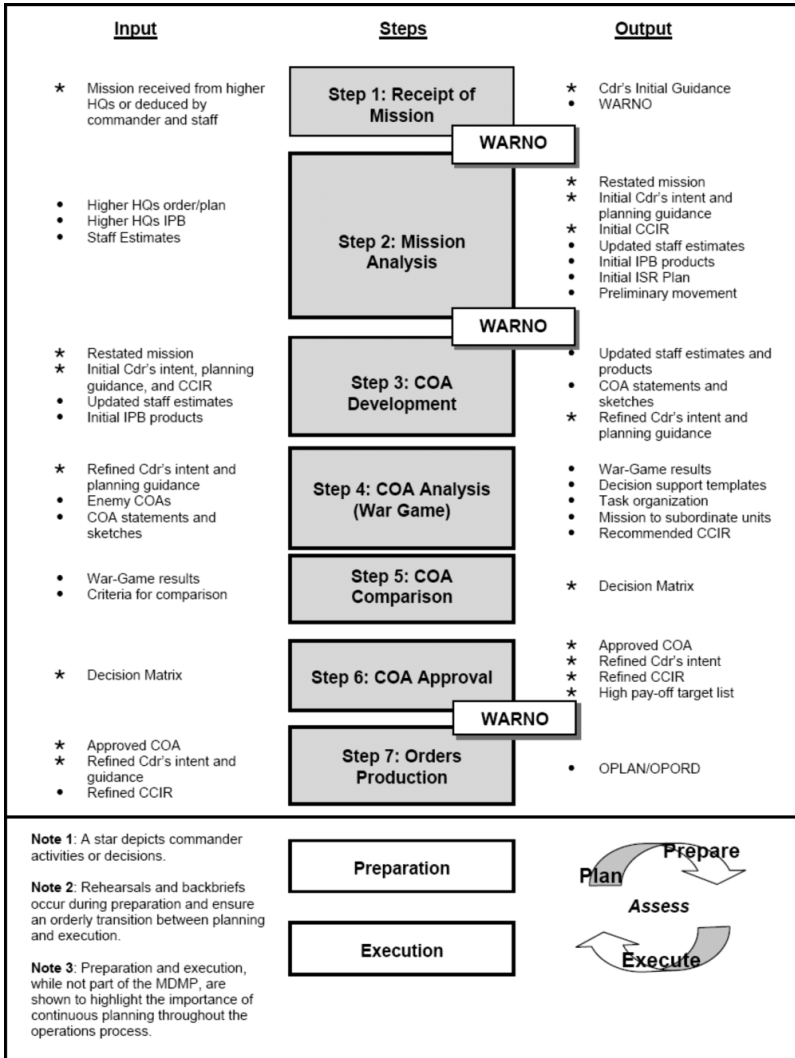 Input
Steps
Output
* Mission received from higher
HQs or deduced by
commander and staff
Step 1: Receipt of
Mission
* Cdr's Initial Guidance
• WARNO
WARNO
• Higher HQs order/plan
• Higher HQs IPB
• Staff Estimates
Step 2: Mission
Analysis
* Restated mission
* Initial Cdr's intent and
planning guidance
* Initial CCIR
• Updated staff estimates
• Initial IPB products
• Initial ISR Plan
• Preliminary movement
WARNO
* Restated mission
* Initial Cdr's intent, planning
guidance, and CCIR
• Updated staff estimates
• Initial IPB products
Step 3: COA
Development
• Updated staff estimates and
products
• COA statements and
sketches
* Refined Cdr's intent and
planning guidance
* Refined Cdr's intent and
planning guidance
• Enemy COAs
• COA statements and
sketches
Step 4: COA Analysis
(War Game)
• War-Game results
• Decision support templates
• Task organization
• Mission to subordinate units
• Recommended CCIR
• War-Game results
• Criteria for comparison
Step 5: COA
Comparison
* Decision Matrix
* Decision Matrix
Step 6: COA Approval
* Approved COA
* Refined Cdr's intent
* Refined CCIR
* High pay-off target list
WARNO
* Approved COA
* Refined Cdr's intent and
guidance
• Refined CCIR
Step 7: Orders
Production
• OPLAN/OPORD
Note 1: A star depicts commander
activities or decisions.
Note 2: Rehearsals and backbriefs
occur during preparation and ensure
an orderly transition between planning
and execution.
Note 3: Preparation and execution,
while not part of the MDMP, are
shown to highlight the importance of
continuous planning throughout the
operations process.
Preparation
Execution
Prepare
Plan
Assess
Execute